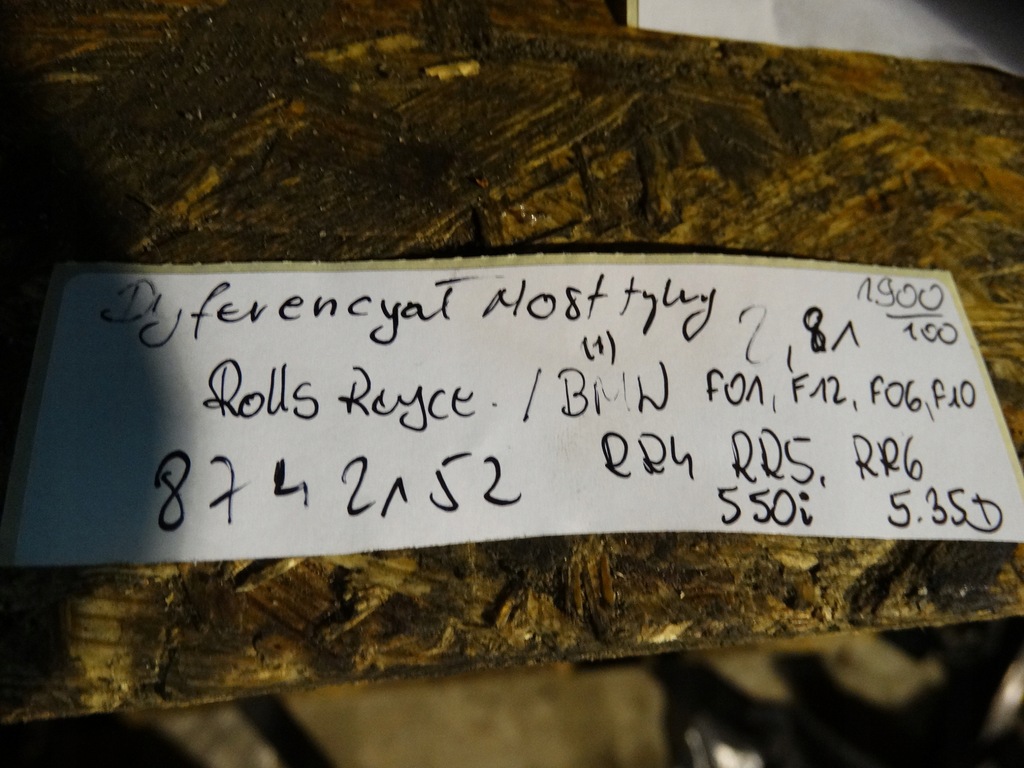 Dyferencyał Most tylny 2,81 1900/100
Rolls Royce. / BMW (1) F01, F12, F06, F10
8742152 RR4 RR5, RR6
550i 5.35D